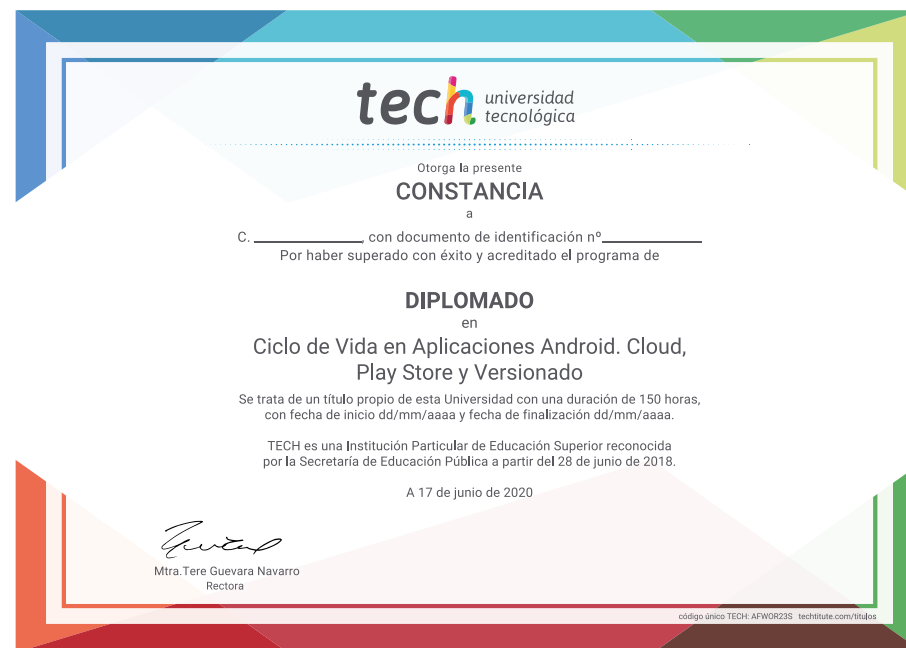 tech universidad
tecnológica
Otorga la presente
CONSTANCIA
a
C. ____________, con documento de identificación nº___________
Por haber superado con éxito y acreditado el programa de
DIPLOMADO
en
Ciclo de Vida en Aplicaciones Android. Cloud,
Play Store y Versionado
Se trata de un título propio de esta Universidad con una duración de 150 horas,
con fecha de inicio dd/mm/aaaa y fecha de finalización dd/mm/aaaa.
TECH es una Institución Particular de Educación Superior reconocida
por la Secretaría de Educación Pública a partir del 28 de junio de 2018.
A 17 de junio de 2020
Mtra.Tere Guevara Navarro
Rectora
código único TECH: AFWOR23S techtitute.com/titulos